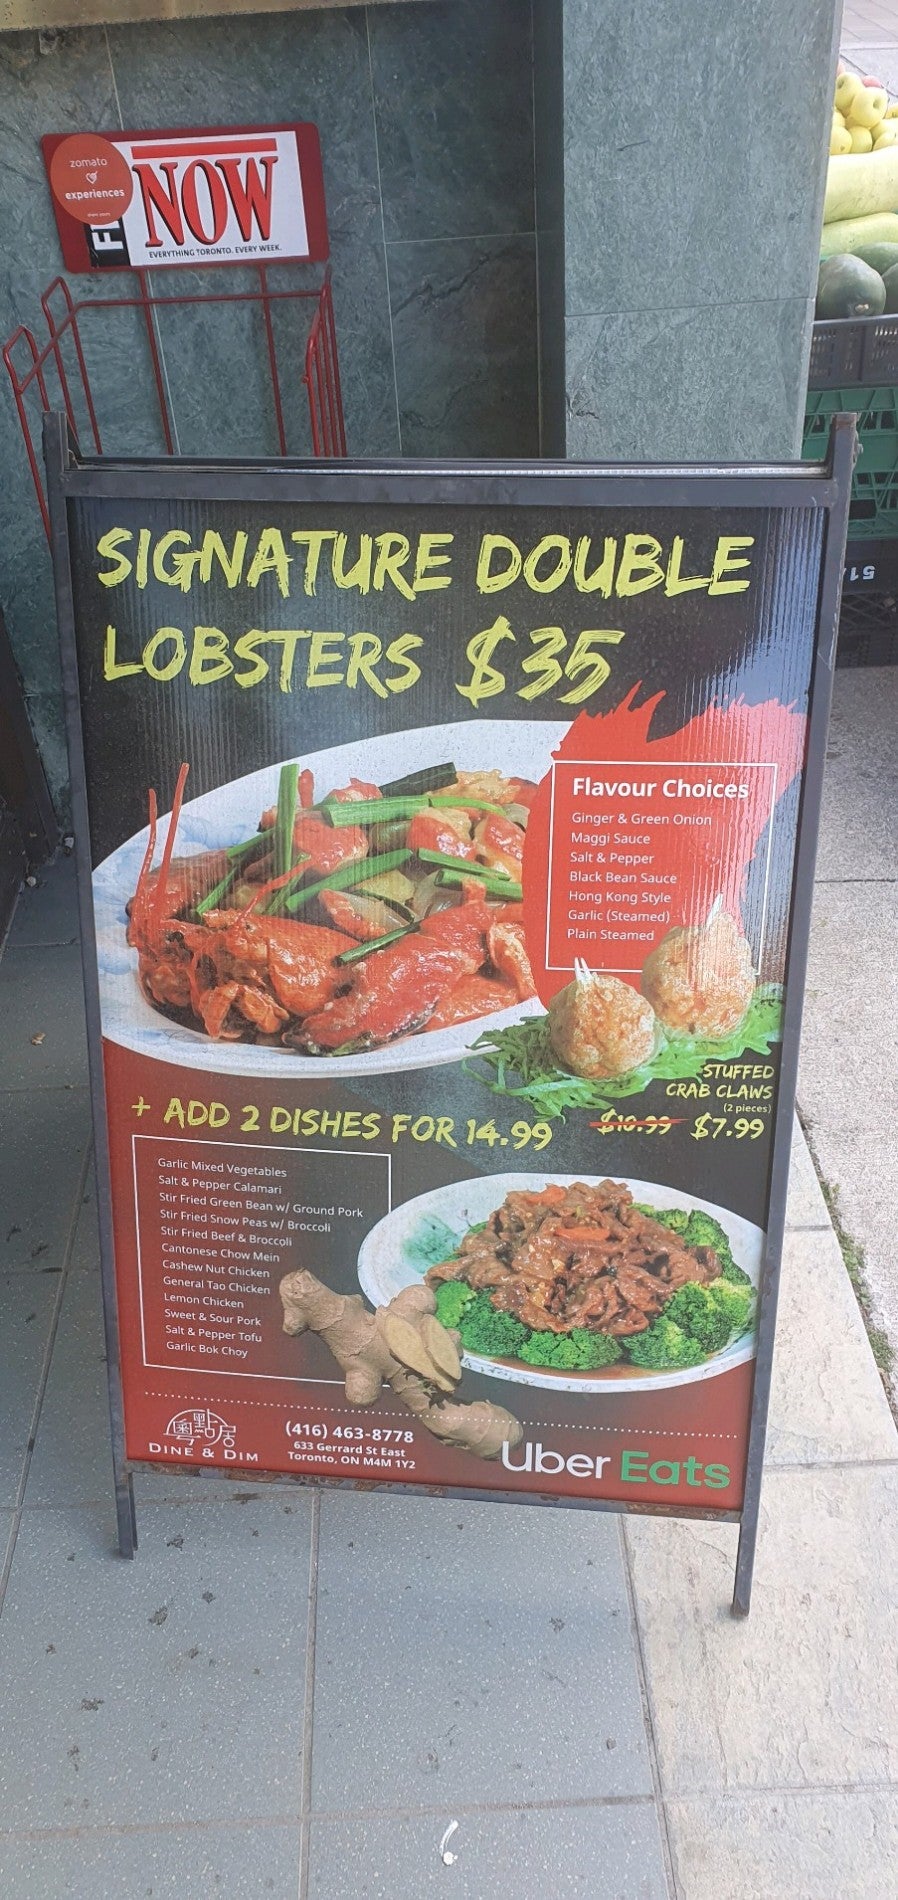 zomato
experiences
NOW
EVERYTHING TORONTO. EVERY WEEK.
SIGNATURE DOUBLE
LOBSTERS $35
Flavour Choices
Ginger & Green Onion
Maggi Sauce
Salt & Pepper
Black Bean Sauce
Hong Kong Style
Garlic (Steamed)
Plain Steamed
STUFFED
CRAB CLAWS
(2 pieces)
$10.99 $7.99
+ ADD 2 DISHES FOR 14.99
Garlic Mixed Vegetables
Salt & Pepper Calamari
Stir Fried Green Bean w/ Ground Pork
Stir Fried Snow Peas w/ Broccoli
Stir Fried Beef & Broccoli
Cantonese Chow Mein
Cashew Nut Chicken
General Tao Chicken
Lemon Chicken
Sweet & Sour Pork
Salt & Pepper Tofu
Garlic Bok Choy
粵點居
DINE & DIM
(416) 463-8778
633 Gerrard St East
Toronto, ON M4M 1Y2
Uber Eats